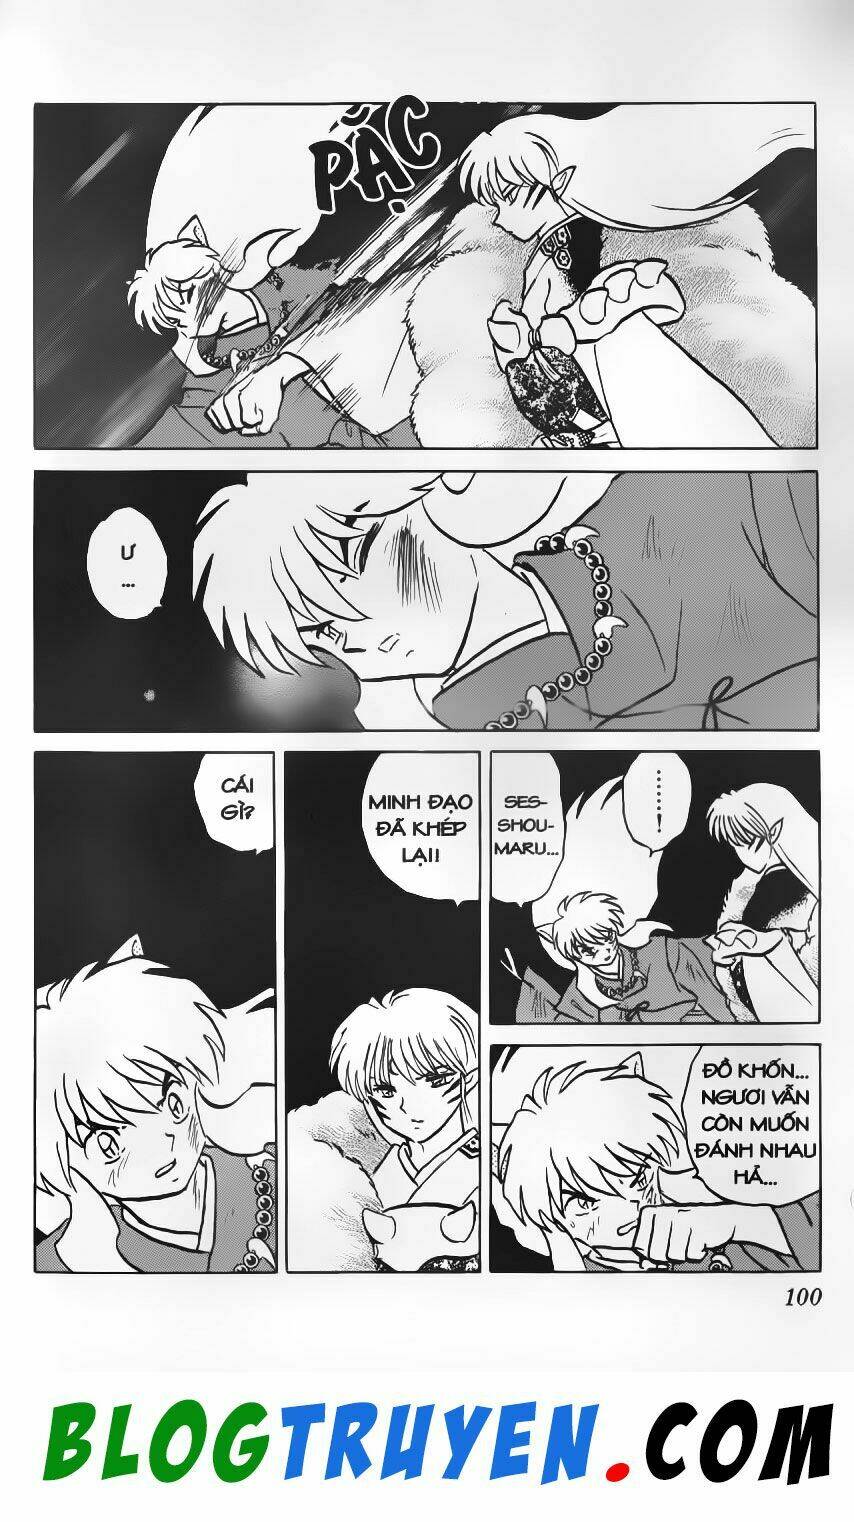 PẶC
Ư
...
SES-
SHOU-
MARU...
......!
ĐỒ KHỐN...
NGƯƠI VẪN
CÒN MUỐN
ĐÁNH NHAU
HẢ...
MINH ĐẠO
ĐÃ KHÉP
LẠI!
CÁI
GÌ?
100
BLOGTRUYEN.COM